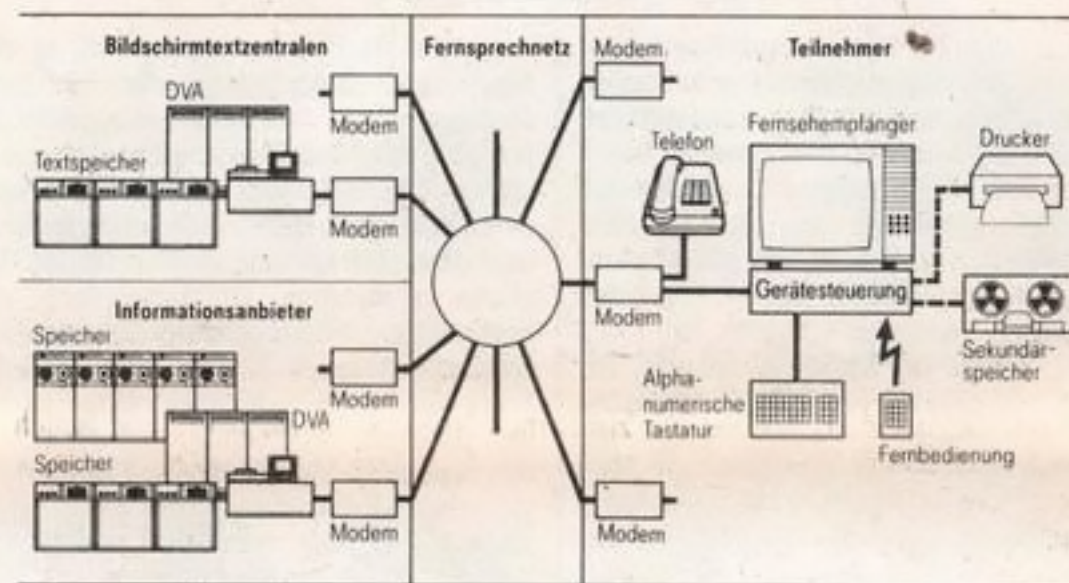 Bildschirmtextzentralen
DVA
Textspeicher
Modem
Modem
Informationsanbieter
Speicher
DVA
Speicher
Modem
Modem
Fernsprechnetz
Modem
Teilnehmer
Telefon
Fernsehempfänger
Drucker
Modem
Gerätesteuerung
Alpha-
numerische
Tastatur
Fernbedienung
Sekundär-
speicher
Modem